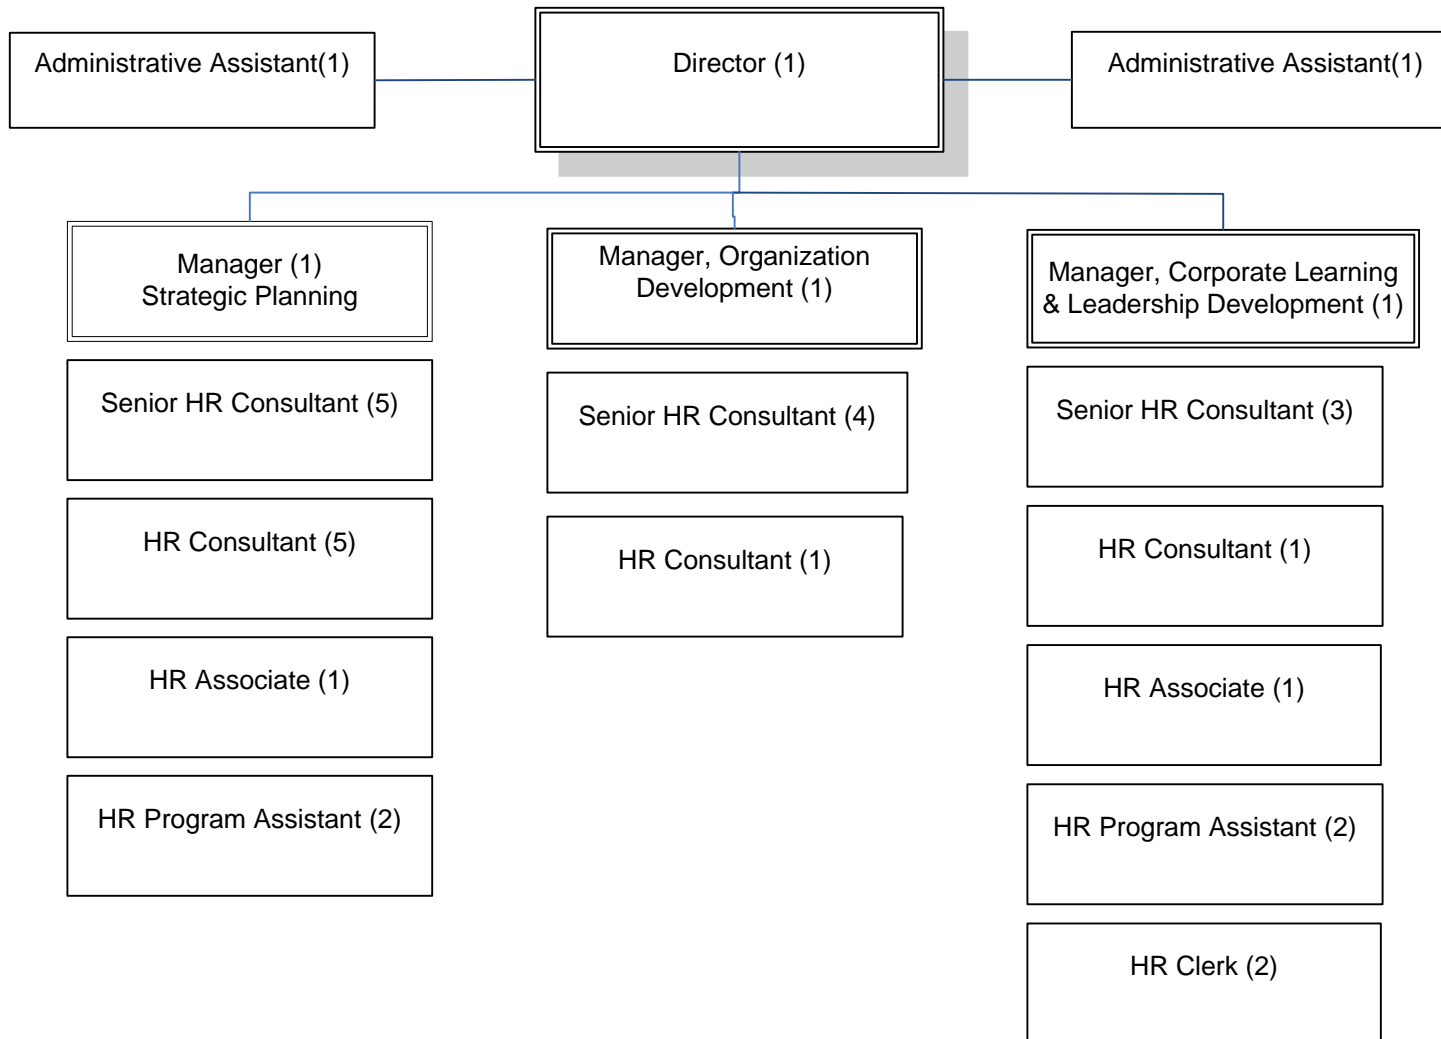 Administrative Assistant(1)
Director (1)
Administrative Assistant(1)
Manager (1)
Strategic Planning
Senior HR Consultant (5)
HR Consultant (5)
HR Associate (1)
HR Program Assistant (2)
Manager, Organization
Development (1)
Senior HR Consultant (4)
HR Consultant (1)
Manager, Corporate Learning
& Leadership Development (1)
Senior HR Consultant (3)
HR Consultant (1)
HR Associate (1)
HR Program Assistant (2)
HR Clerk (2)